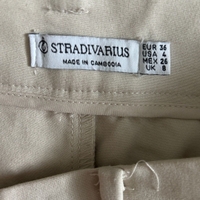 STRADIVARIUS
MADE IN CAMBODIA
EUR 36
USA 4
MEX 26
UK 8